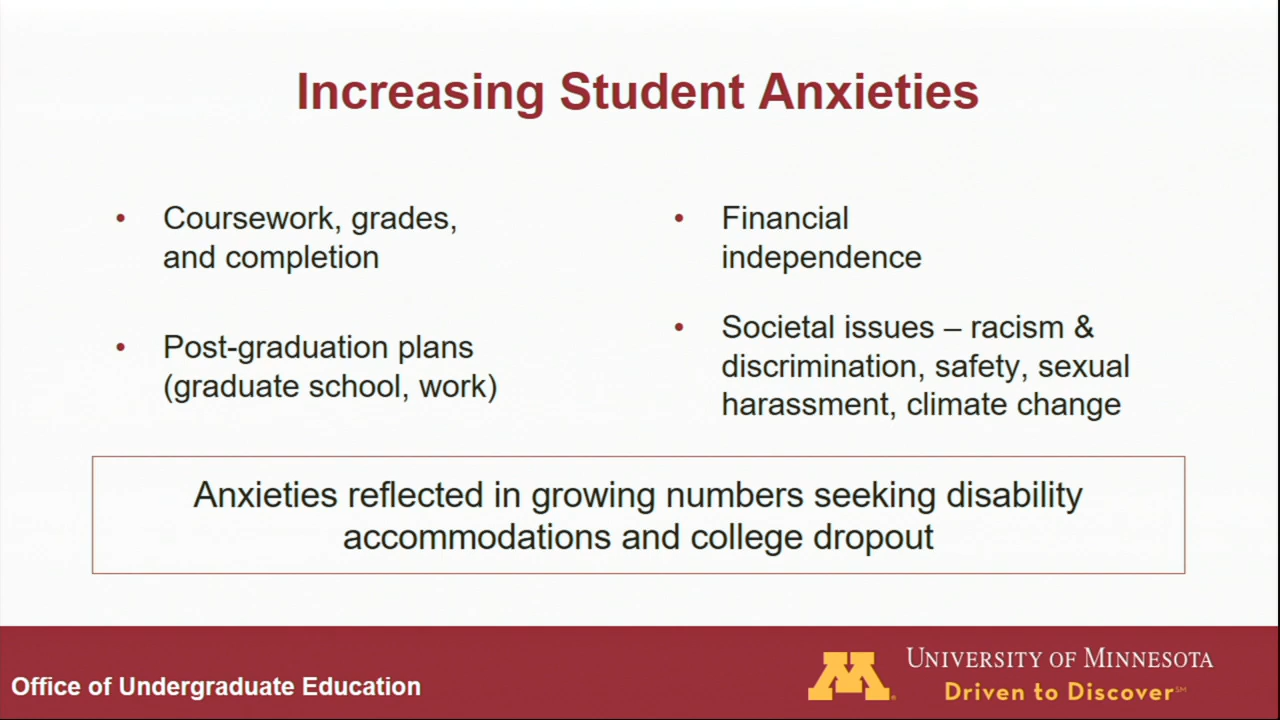 Increasing Student Anxieties
• Coursework, grades,
and completion
• Post-graduation plans
(graduate school, work)
• Financial
independence
• Societal issues – racism &
discrimination, safety, sexual
harassment, climate change
Anxieties reflected in growing numbers seeking disability
accommodations and college dropout
Office of Undergraduate Education
M
UNIVERSITY OF MINNESOTA
Driven to Discover℠